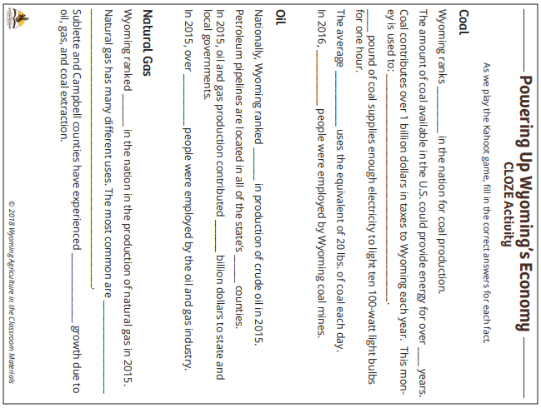 Powering Up Wyoming's Economy
CLOZE Activity
As we play the Kahoot game, fill in the correct answers for each fact.
Coal
Wyoming ranks ______ in the nation for coal production.
The amount of coal available in the U.S. could provide energy for over ___ years.
Coal contributes over 1 billion dollars in taxes to Wyoming each year. This mon-
ey is used to: ______________________________.
____ pound of coal supplies enough electricity to light ten 100-watt light bulbs
for one hour.
The average ________ uses the equivalent of 20 lbs. of coal each day.
In 2016, ________ people were employed by Wyoming coal mines.
Oil
Nationally, Wyoming ranked _____ in production of crude oil in 2015.
Petroleum pipelines are located in all of the state's ____ counties.
In 2015, oil and gas production contributed _____ billion dollars to state and
local governments.
In 2015, over ________ people were employed by the oil and gas industry.
Natural Gas
Wyoming ranked _____ in the nation in the production of natural gas in 2015.
Natural gas has many different uses. The most common are ______________
______________________________.
Sublette and Campbell counties have experienced __________ growth due to
oil, gas, and coal extraction.
© 2018 Wyoming Agriculture in the Classroom Materials